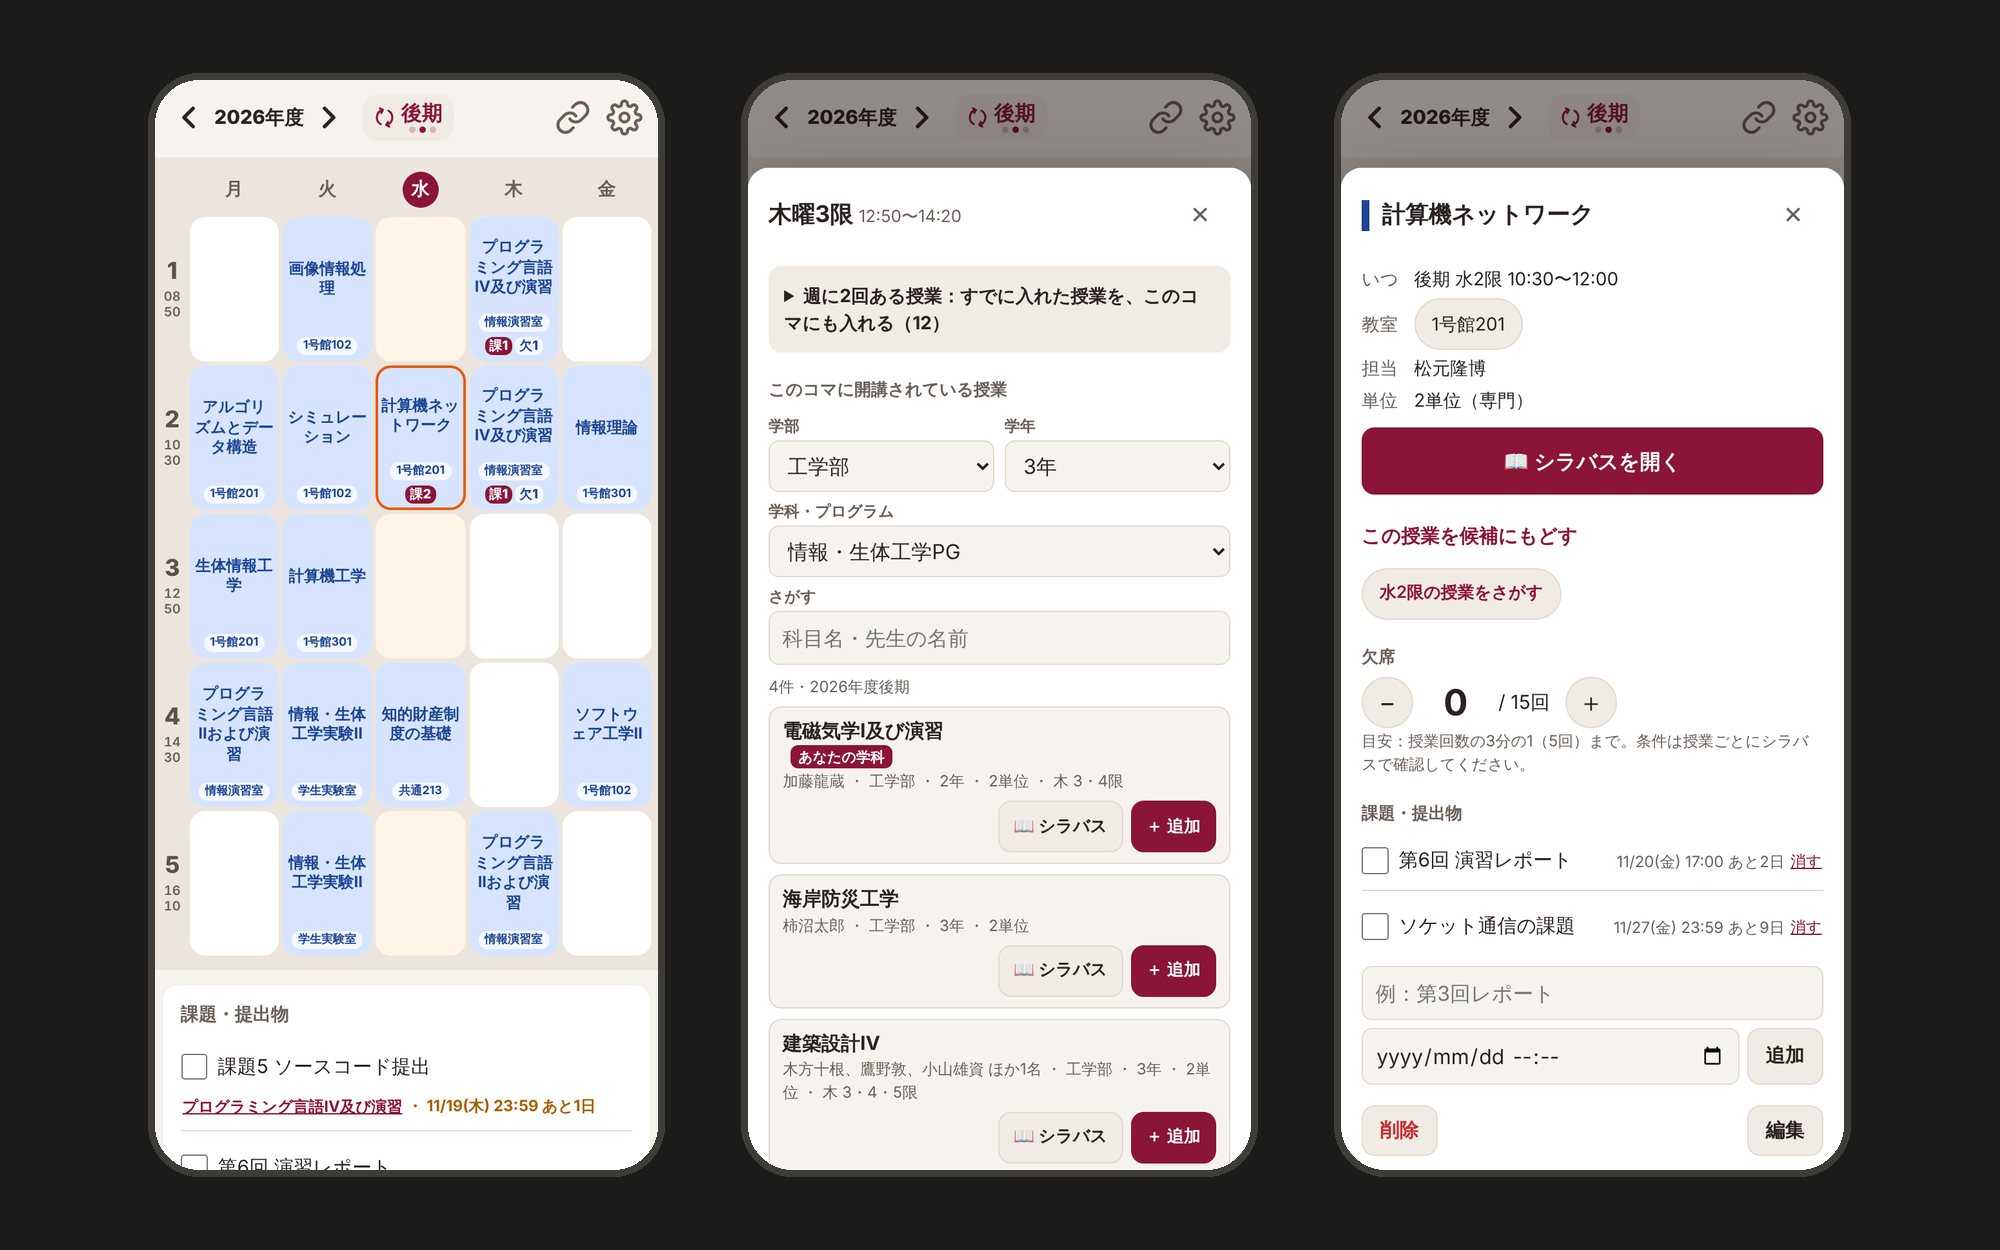 2026年度
後期
月 火 水 木 金
1
08
50
画像情報処
理
1号館102
プログラ
ミング言語
IV及び演習
情報演習室
課1 欠1
2
10
30
アルゴリ
ズムとデー
タ構造
1号館201
シミュレー
ション
1号館102
計算機ネッ
トワーク
1号館201
課2
プログラ
ミング言語
IV及び演習
情報演習室
課1 欠1
情報理論
1号館301
3
12
50
生体情報工
学
1号館201
計算機工学
1号館301
4
14
30
プログラ
ミング言語
IIおよび演
習
情報演習室
情報・生体
工学実験II
学生実験室
知的財産制
度の基礎
共通213
ソフトウ
ェア工学II
1号館102
5
16
10
情報・生体
工学実験II
学生実験室
プログラ
ミング言語
IIおよび演
習
情報演習室
課題・提出物
課題5 ソースコード提出
プログラミング言語IV及び演習 ・ 11/19(木) 23:59 あと1日
第6回 演習レポート
2026年度
後期
木曜3限 12:50〜14:20
×
▶ 週に2回ある授業：すでに入れた授業を、このコ
マにも入れる（12）
このコマに開講されている授業
学部 学年
工学部 3年
学科・プログラム
情報・生体工学PG
さがす
科目名・先生の名前
4件・2026年度後期
電磁気学I及び演習
あなたの学科
加藤龍蔵 ・ 工学部 ・ 2年 ・ 2単位 ・ 木 3・4限
📖 シラバス + 追加
海岸防災工学
柿沼太郎 ・ 工学部 ・ 3年 ・ 2単位
📖 シラバス + 追加
建築設計IV
木方十根、鷹野敦、小山雄資 ほか1名 ・ 工学部 ・ 3年 ・ 2単
位 ・ 木 3・4・5限
📖 シラバス + 追加
2026年度
後期
計算機ネットワーク
×
いつ 後期 水2限 10:30〜12:00
教室 1号館201
担当 松元隆博
単位 2単位（専門）
📖 シラバスを開く
この授業を候補にもどす
水2限の授業をさがす
欠席
− 0 / 15回 +
目安：授業回数の3分の1（5回）まで。条件は授業ごとにシラバ
スで確認してください。
課題・提出物
第6回 演習レポート 11/20(金) 17:00 あと2日 消す
ソケット通信の課題 11/27(金) 23:59 あと9日 消す
例：第3回レポート
yyyy/mm/dd --:--
追加
削除 編集